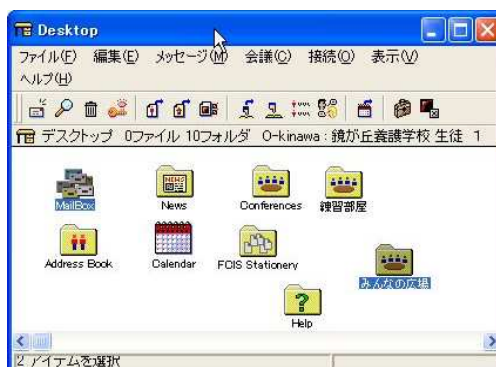 Desktop
ファイル(F) 編集(E) メッセージ(M) 会議(C) 接続(O) 表示(V)
ヘルプ(H)
デスクトップ 0ファイル 10フォルダ O-kinawa : 鏡が丘養護学校 生徒 1
MailBox News Conferences 練習部屋
NEWS
Address Book Calendar FCIS Stationery みんなの広場
Help
2 アイテムを選択